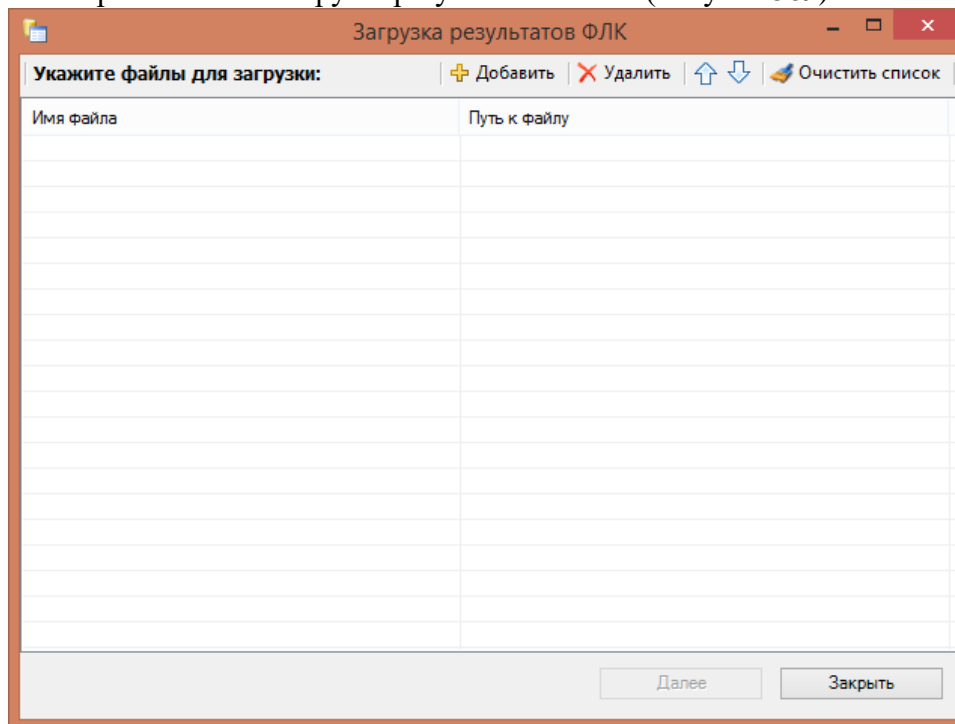 Загрузка результатов ФЛК
Укажите файлы для загрузки: Добавить Удалить Очистить список
Имя файла Путь к файлу
Далее Закрыть